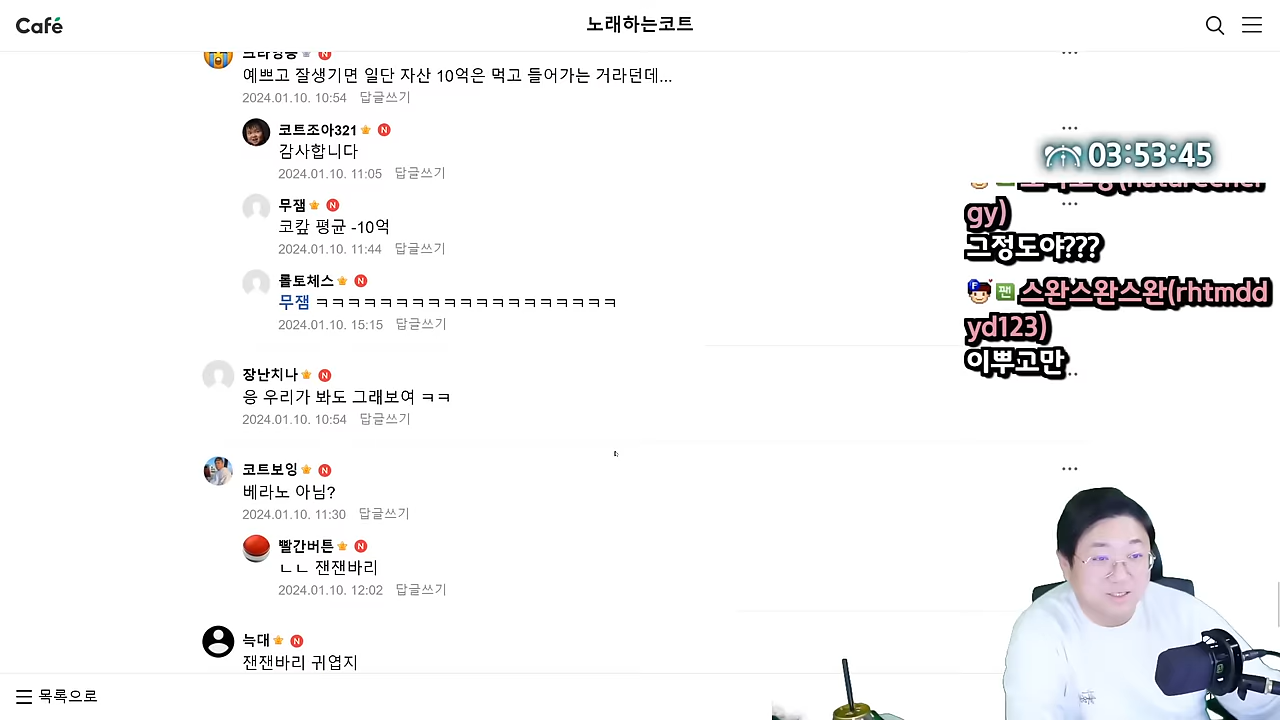 Café
노래하는코트
예쁘고 잘생기면 일단 자산 10억은 먹고 들어가는 거라던데...
2024.01.10. 10:54 답글쓰기
코트조아321 N
감사합니다
2024.01.10. 11:05 답글쓰기
무잼 N
코캎 평균 -10억
2024.01.10. 11:44 답글쓰기
롤토체스 N
무잼 ㅋㅋㅋㅋㅋㅋㅋㅋㅋㅋㅋㅋㅋㅋㅋㅋㅋㅋㅋ
2024.01.10. 15:15 답글쓰기
장난치나 N
응 우리가 봐도 그래보여 ㅋㅋ
2024.01.10. 10:54 답글쓰기
코트보잉 N
베라노 아님?
2024.01.10. 11:30 답글쓰기
빨간버튼 N
ㄴㄴ 잰잰바리
2024.01.10. 12:02 답글쓰기
늑대 N
잰잰바리 귀엽지
목록으로
03:53:45
gy)
그정도야???
F 팬 스완스완스완(rhtmdd
yd123)
이뿌고만